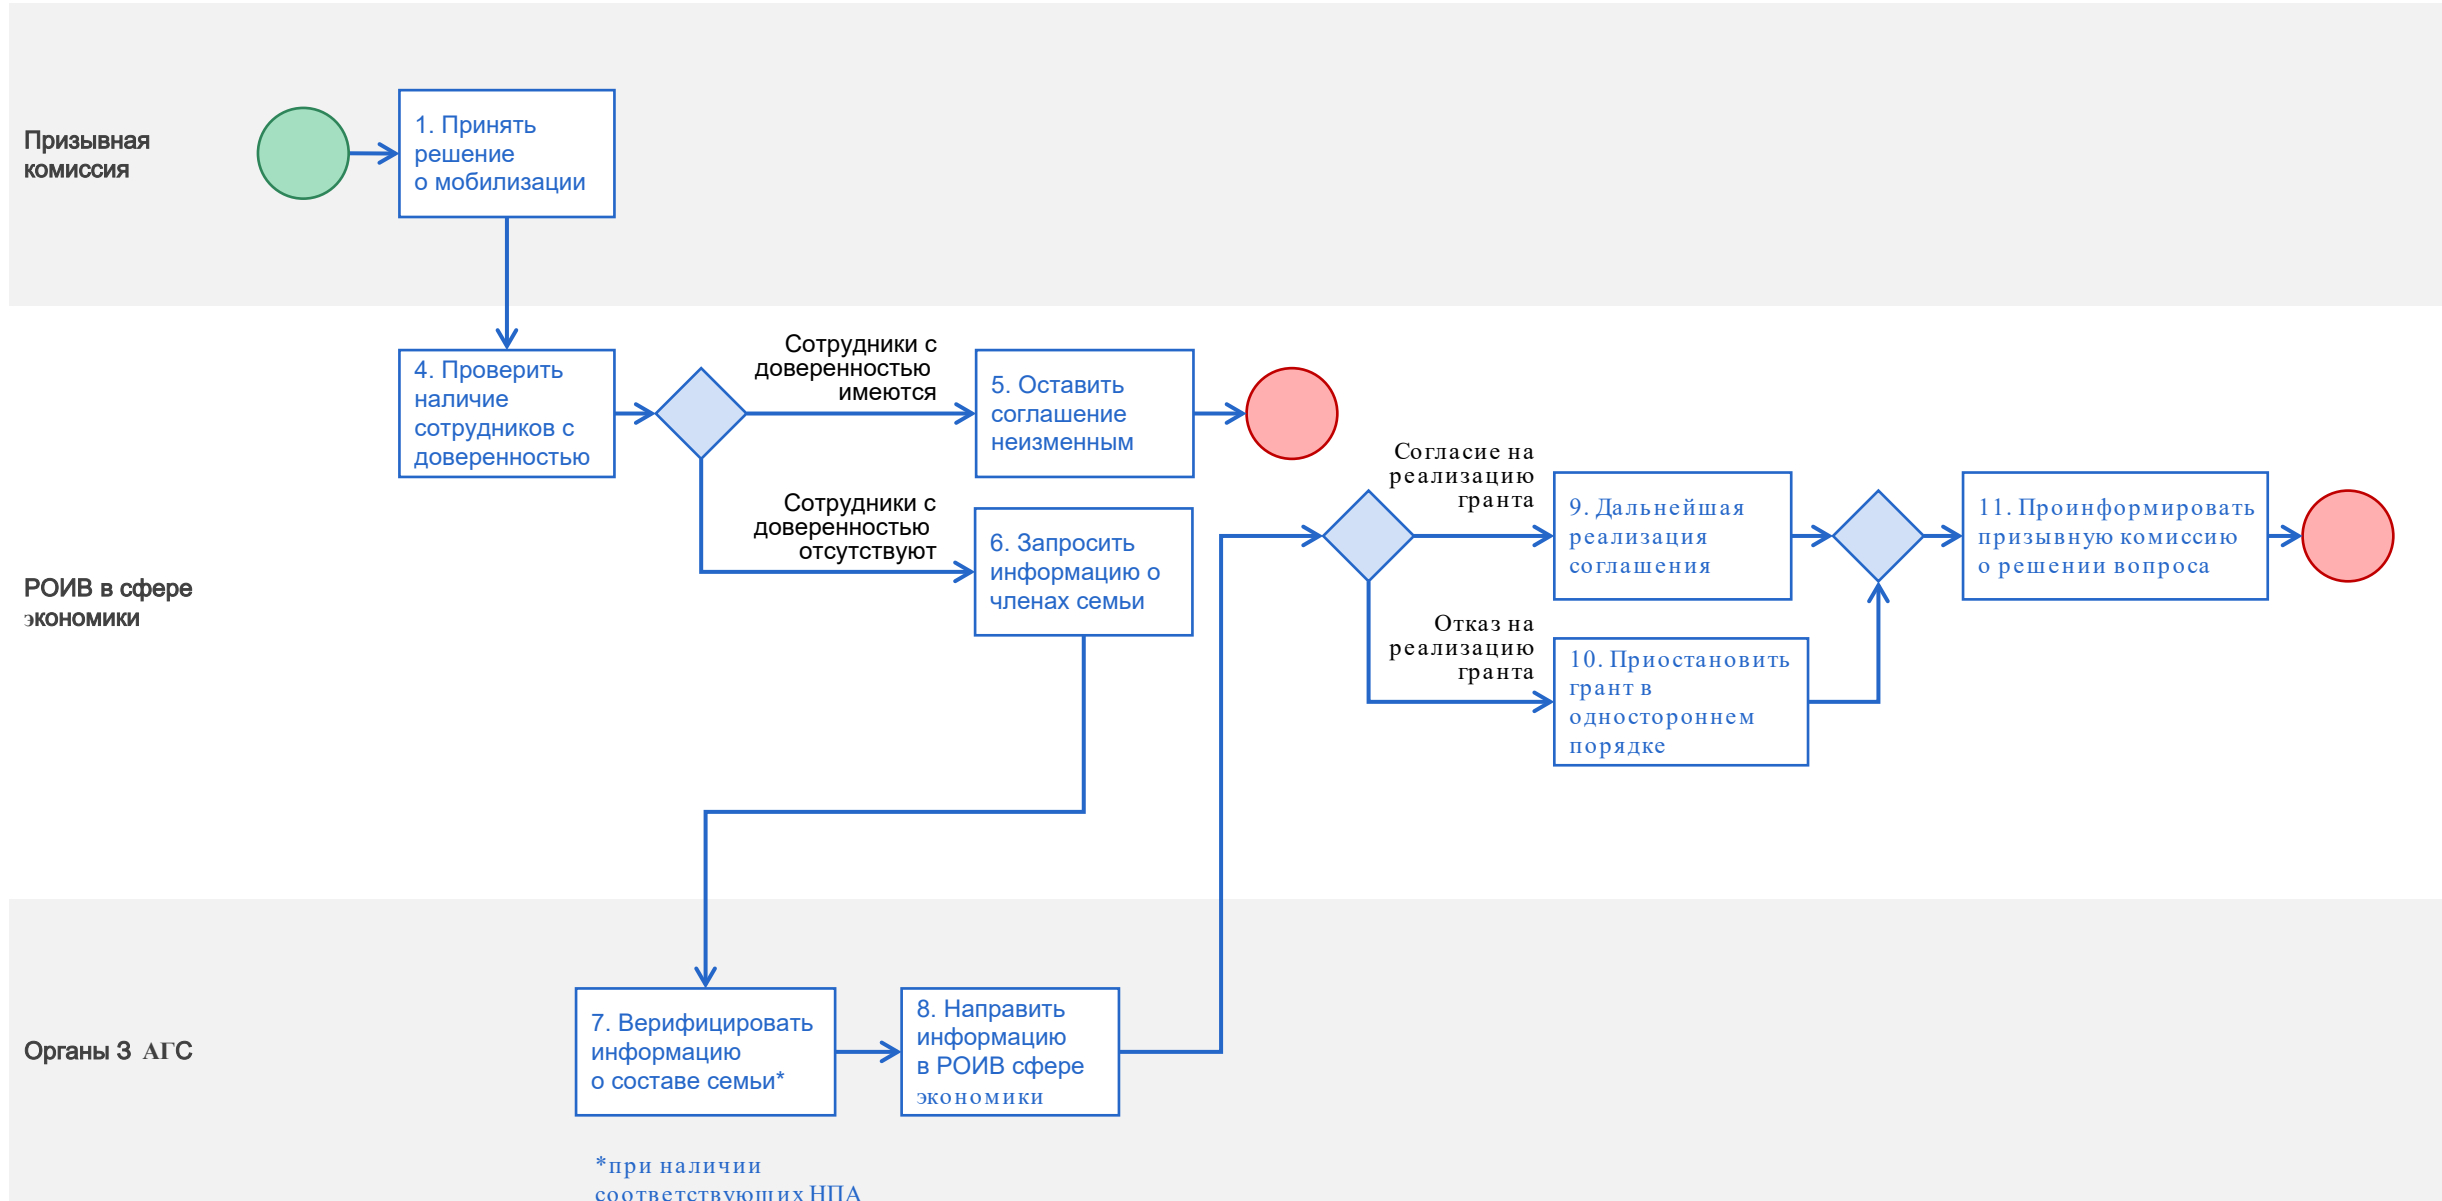 Призывная
комиссия
1. Принять
решение
о мобилизации
РОИВ в сфере
экономики
4. Проверить
наличие
сотрудников с
доверенностью
Сотрудники с
доверенностью
имеются
5. Оставить
соглашение
неизменным
Сотрудники с
доверенностью
отсутствуют
6. Запросить
информацию о
членах семьи
Согласие на
реализацию
гранта
9. Дальнейшая
реализация
соглашения
Отказ на
реализацию
гранта
10. Приостановить
грант в
одностороннем
порядке
11. Проинформировать
призывную комиссию
о решении вопроса
Органы З АГС
7. Верифицировать
информацию
о составе семьи*
8. Направить
информацию
в РОИВ сфере
экономики
*при наличии
соответствующих НПА